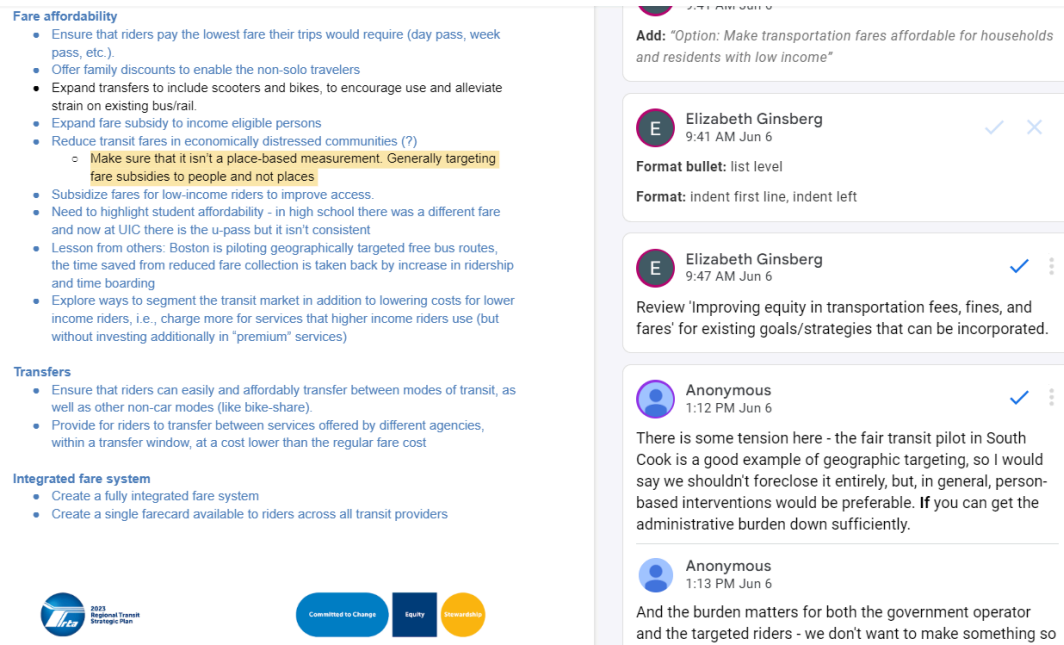 Fare affordability
● Ensure that riders pay the lowest fare their trips would require (day pass, week
pass, etc.).
● Offer family discounts to enable the non-solo travelers
● Expand transfers to include scooters and bikes, to encourage use and alleviate
strain on existing bus/rail.
● Expand fare subsidy to income eligible persons
● Reduce transit fares in economically distressed communities (?)
○ Make sure that it isn't a place-based measurement. Generally targeting
fare subsidies to people and not places
● Subsidize fares for low-income riders to improve access.
● Need to highlight student affordability - in high school there was a different fare
and now at UIC there is the u-pass but it isn't consistent
● Lesson from others: Boston is piloting geographically targeted free bus routes,
the time saved from reduced fare collection is taken back by increase in ridership
and time boarding
● Explore ways to segment the transit market in addition to lowering costs for lower
income riders, i.e., charge more for services that higher income riders use (but
without investing additionally in “premium” services)
Transfers
● Ensure that riders can easily and affordably transfer between modes of transit, as
well as other non-car modes (like bike-share).
● Provide for riders to transfer between services offered by different agencies,
within a transfer window, at a cost lower than the regular fare cost
Integrated fare system
● Create a fully integrated fare system
● Create a single farecard available to riders across all transit providers
rta
2023
Regional Transit
Strategic Plan
Committed to Change
Equity
Stewardship
9:41 AM Jun 6
Add: “Option: Make transportation fares affordable for households
and residents with low income”
E
Elizabeth Ginsberg
9:41 AM Jun 6
Format bullet: list level
Format: indent first line, indent left
E
Elizabeth Ginsberg
9:47 AM Jun 6
Review 'Improving equity in transportation fees, fines, and
fares' for existing goals/strategies that can be incorporated.
Anonymous
1:12 PM Jun 6
There is some tension here - the fair transit pilot in South
Cook is a good example of geographic targeting, so I would
say we shouldn't foreclose it entirely, but, in general, person-
based interventions would be preferable. If you can get the
administrative burden down sufficiently.
Anonymous
1:13 PM Jun 6
And the burden matters for both the government operator
and the targeted riders - we don't want to make something so